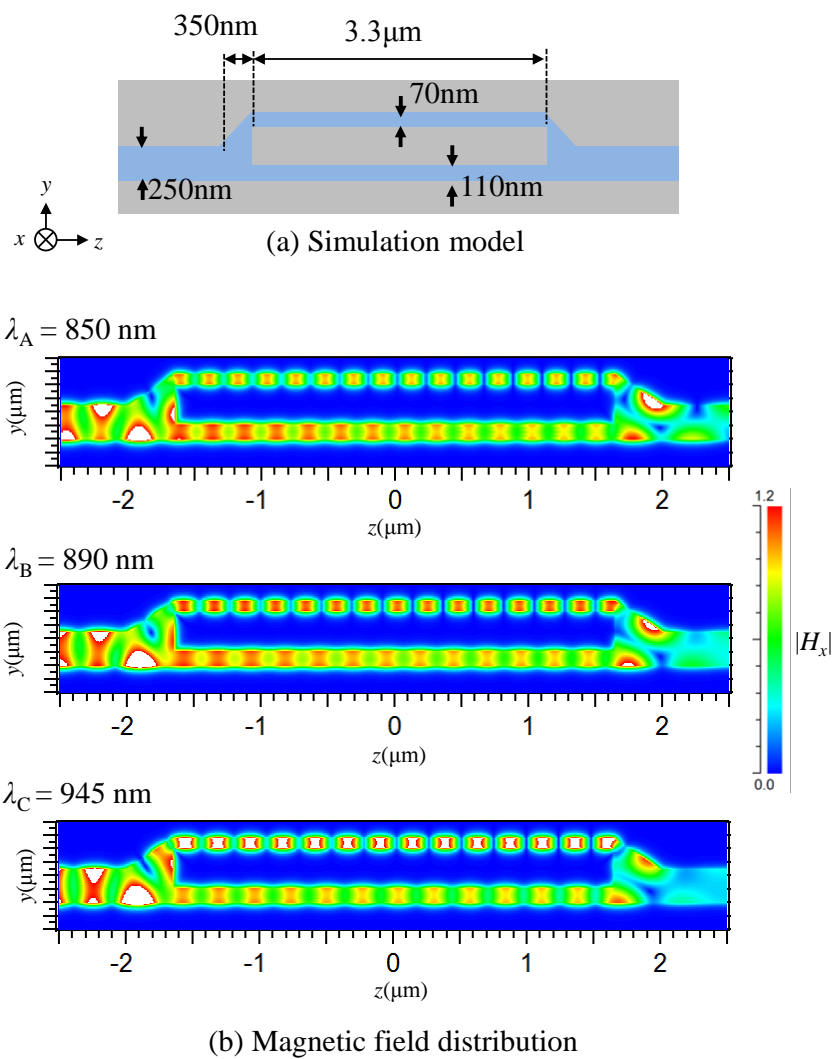 350nm
3.3μm
70nm
250nm
110nm
y
x
z
(a) Simulation model
λA = 850 nm
y(μm)
-2 -1 0 1 2
z(μm)
λB = 890 nm
y(μm)
-2 -1 0 1 2
z(μm)
1.2
|Hx|
0.0
λC = 945 nm
y(μm)
-2 -1 0 1 2
z(μm)
(b) Magnetic field distribution